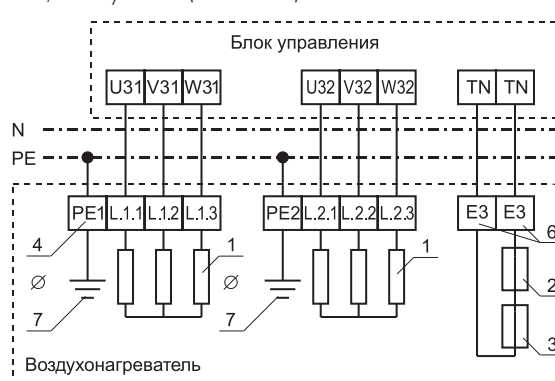 Блок управления
U31 V31 W31 U32 V32 W32 TN TN
N
PE
PE1 L.1.1 L.1.2 L.1.3 PE2 L.2.1 L.2.2 L.2.3 E3 E3
4 1 1 6
Ø Ø 2
7 7 3
Воздухонагреватель